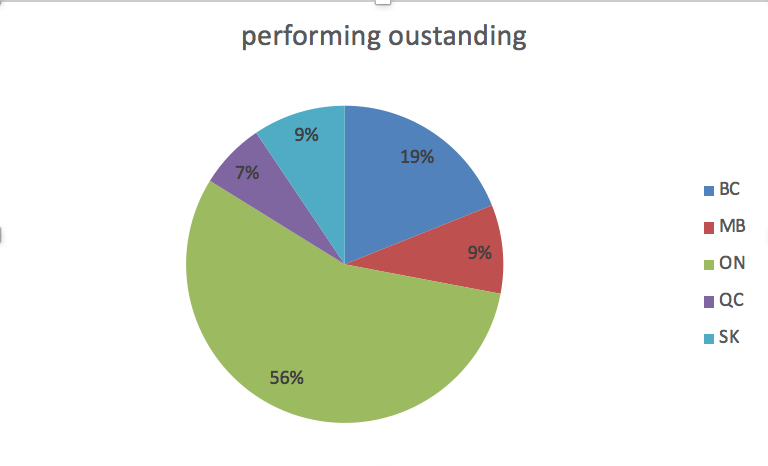 performing oustanding
9%
19%
7%
9%
56%
BC
MB
ON
QC
SK